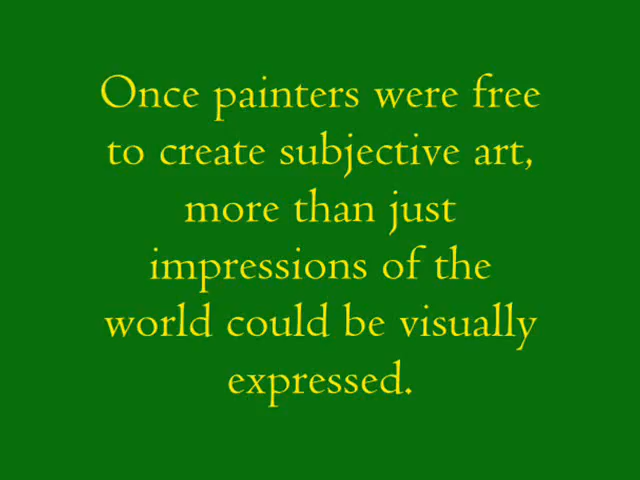 Once painters were free
to create subjective art,
more than just
impressions of the
world could be visually
expressed.